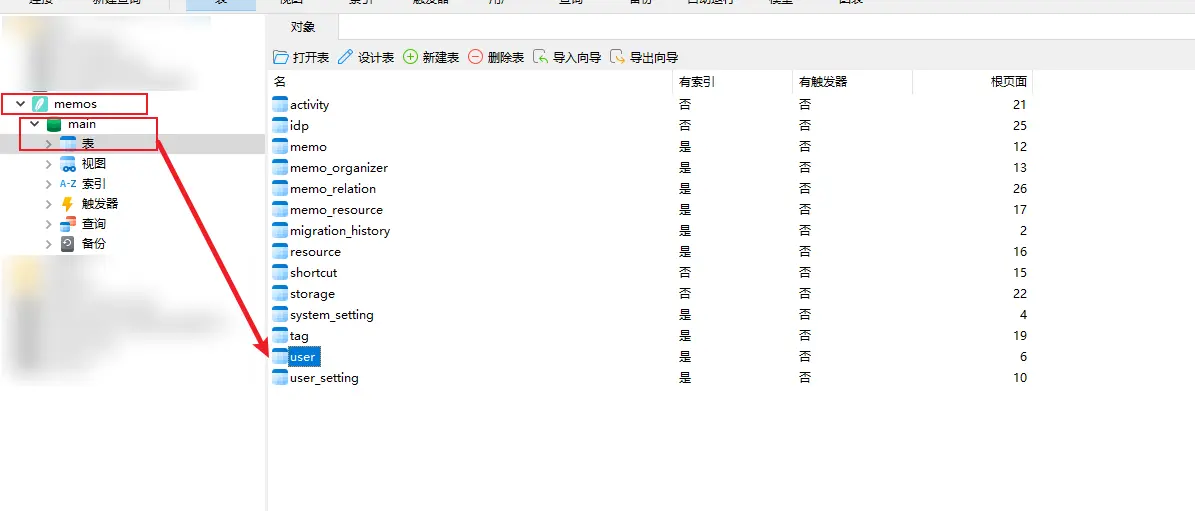 对象
打开表 设计表 新建表 删除表 导入向导 导出向导
memos
main
表
视图
A-Z 索引
触发器
查询
备份
名 有索引 有触发器 根页面
activity 否 否 21
idp 否 否 25
memo 是 否 12
memo_organizer 是 否 13
memo_relation 是 否 26
memo_resource 是 否 17
migration_history 是 否 2
resource 是 否 16
shortcut 否 否 15
storage 否 否 22
system_setting 是 否 4
tag 是 否 19
user 是 否 6
user_setting 是 否 10